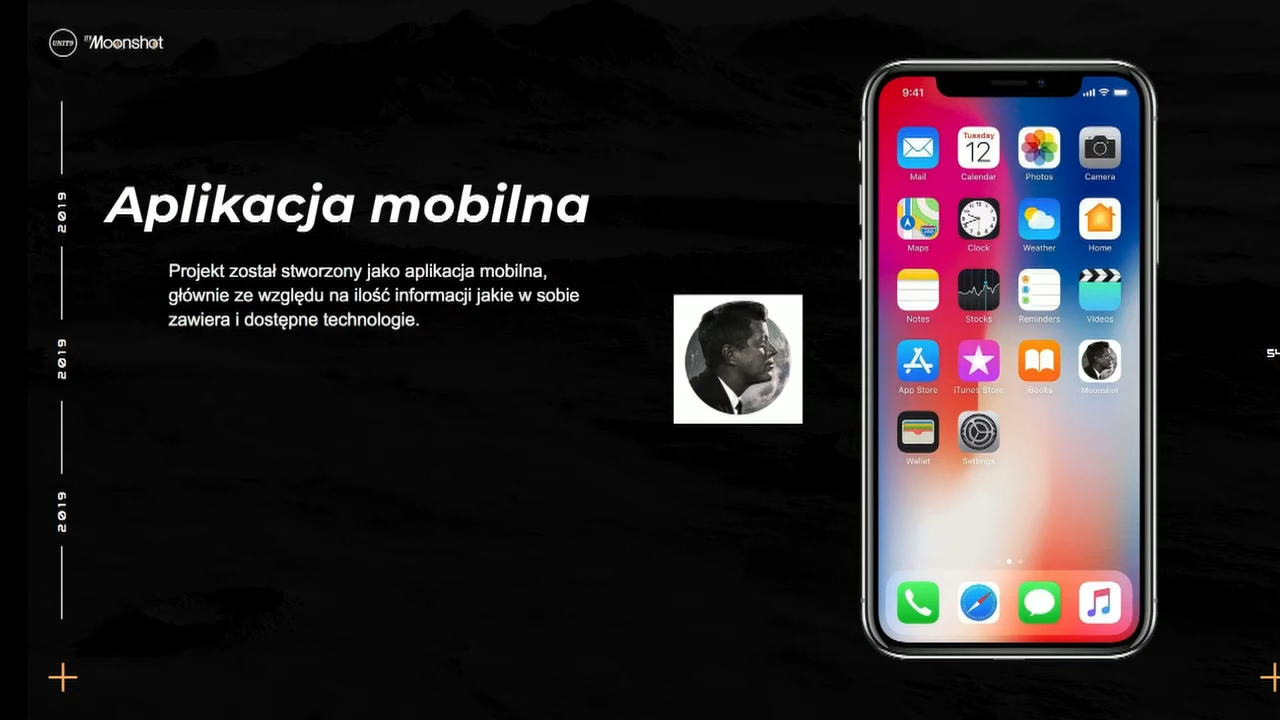 UNIT9
Moonshot
2019
2019
2019
Aplikacja mobilna
Projekt został stworzony jako aplikacja mobilna,
głównie ze względu na ilość informacji jakie w sobie
zawiera i dostępne technologie.
9:41
Tuesday
12
Mail Calendar Photos Camera
Maps Clock Weather Home
Notes Stocks Reminders Videos
App Store iTunes Store iBooks Moonshot
Wallet Settings